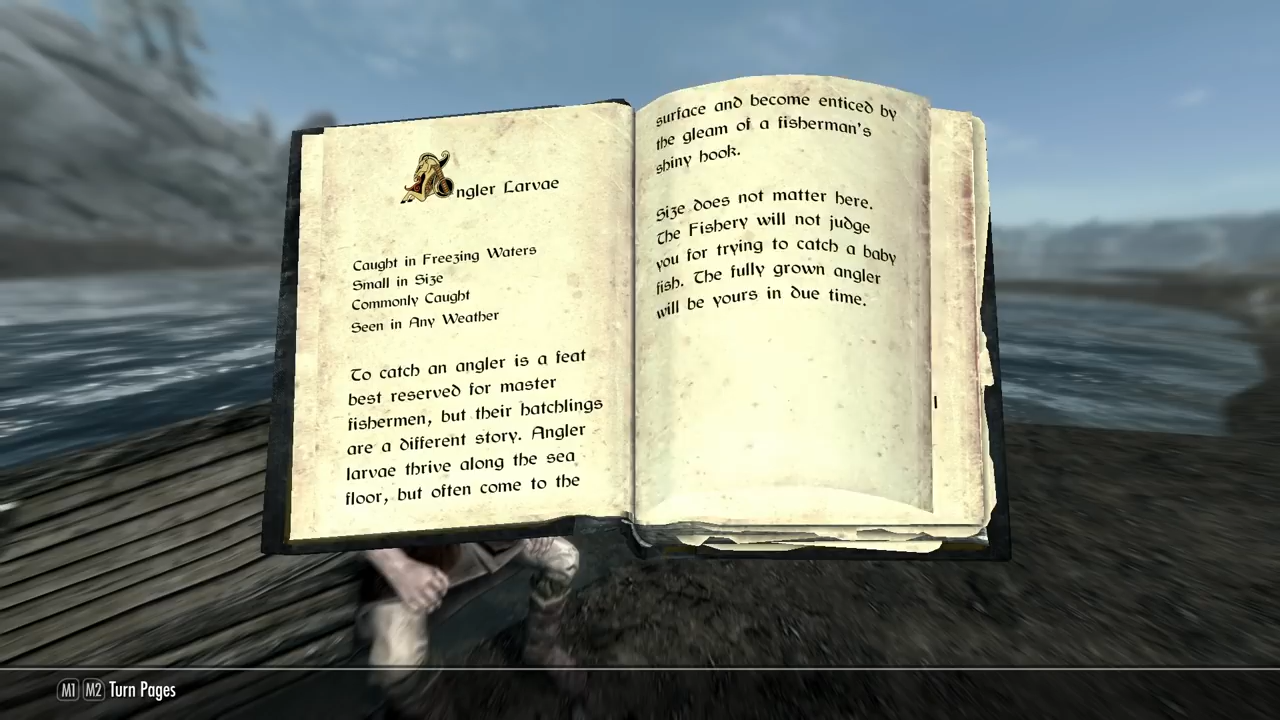 Angler Larvae
Caught in Freezing Waters
Small in Size
Commonly Caught
Seen in Any Weather
To catch an angler is a feat
best reserved for master
fishermen, but their hatchlings
are a different story. Angler
larvae thrive along the sea
floor, but often come to the
surface and become enticed by
the gleam of a fisherman's
shiny hook.
Size does not matter here.
The Fishery will not judge
you for trying to catch a baby
fish. The fully grown angler
will be yours in due time.
M1 M2 Turn Pages